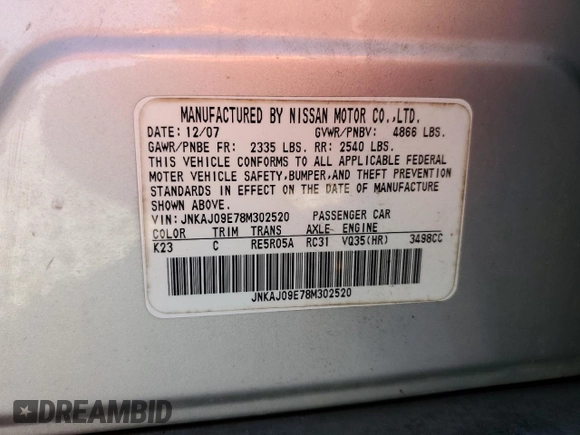 MANUFACTURED BY NISSAN MOTOR CO.,LTD.
DATE: 12/07 GVWR/PNBV: 4866 LBS.
GAWR/PNBE FR: 2335 LBS. RR: 2540 LBS.
THIS VEHICLE CONFORMS TO ALL APPLICABLE FEDERAL
MOTOR VEHICLE SAFETY,BUMPER,AND THEFT PREVENTION
STANDARDS IN EFFECT ON THE DATE OF MANUFACTURE
SHOWN ABOVE.
VIN: JNKAJ09E78M302520 PASSENGER CAR
COLOR TRIM TRANS AXLE ENGINE
K23 C RE5R05A RC31 VQ35(HR) 3498CC
JNKAJ09E78M302520
DREAMBID